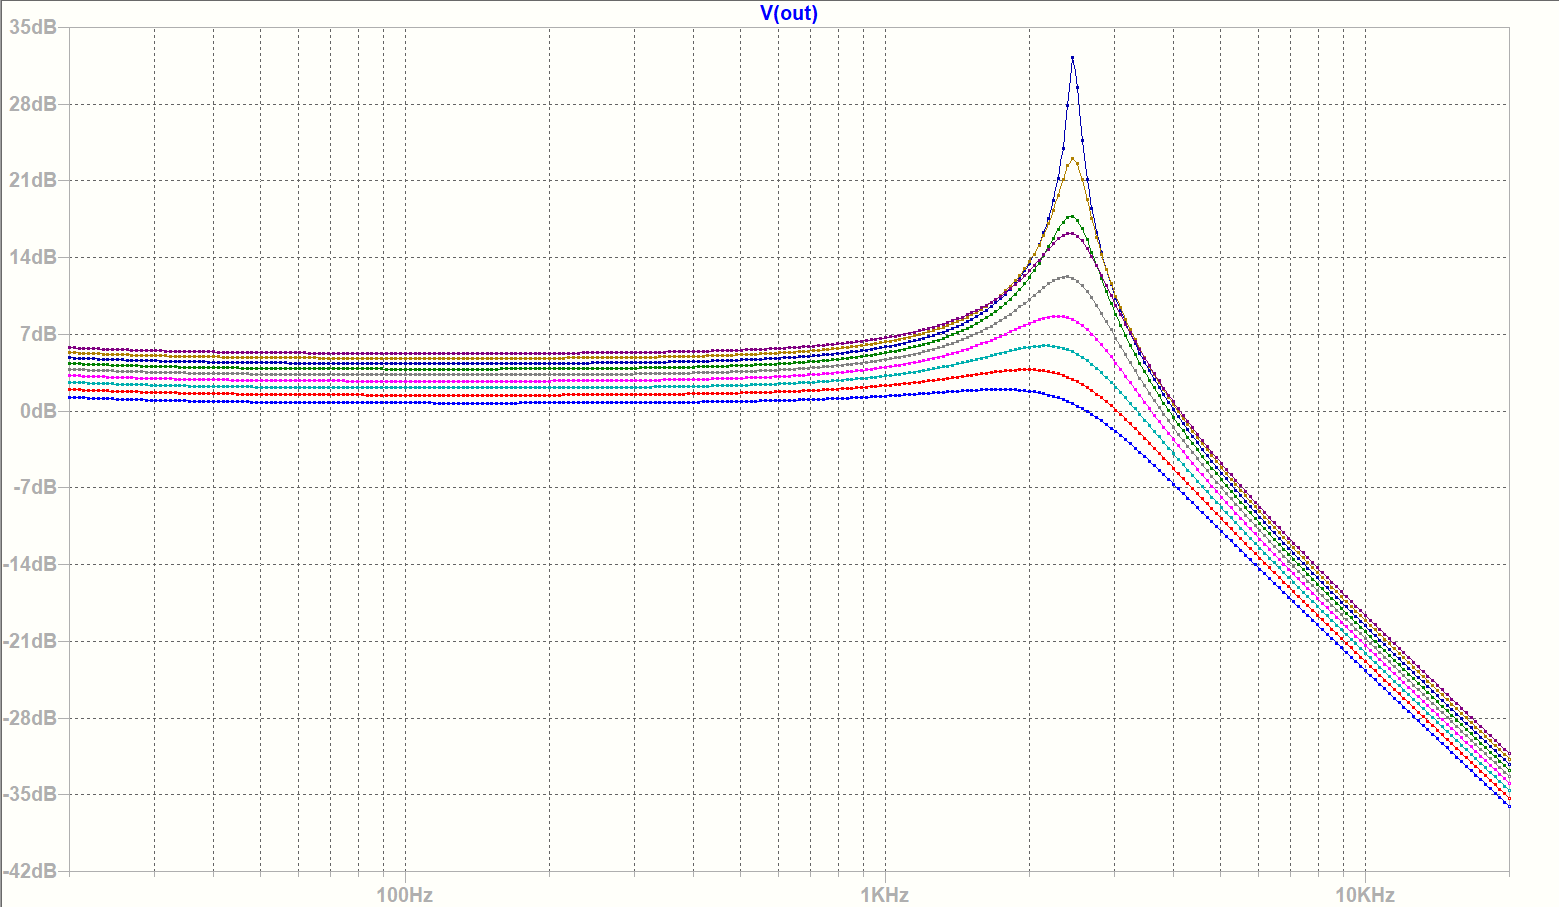 V(out)
35dB
28dB
21dB
14dB
7dB
0dB
-7dB
-14dB
-21dB
-28dB
-35dB
-42dB
100Hz 1KHz 10KHz